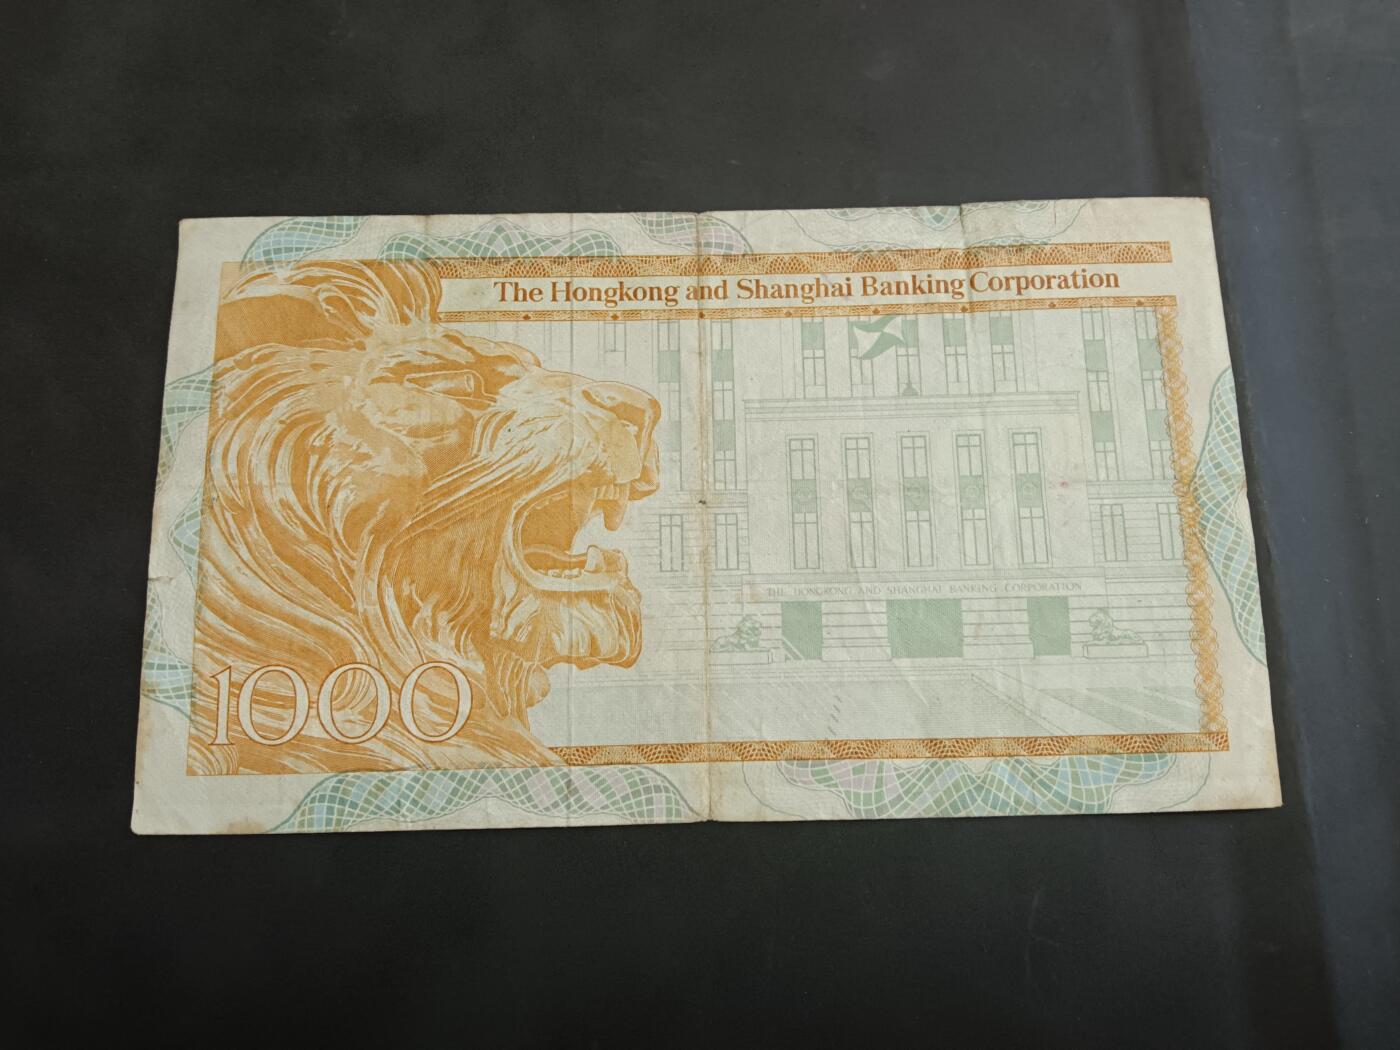 The Hongkong and Shanghai Banking Corporation
THE HONGKONG AND SHANGHAI BANKING CORPORATION
1000